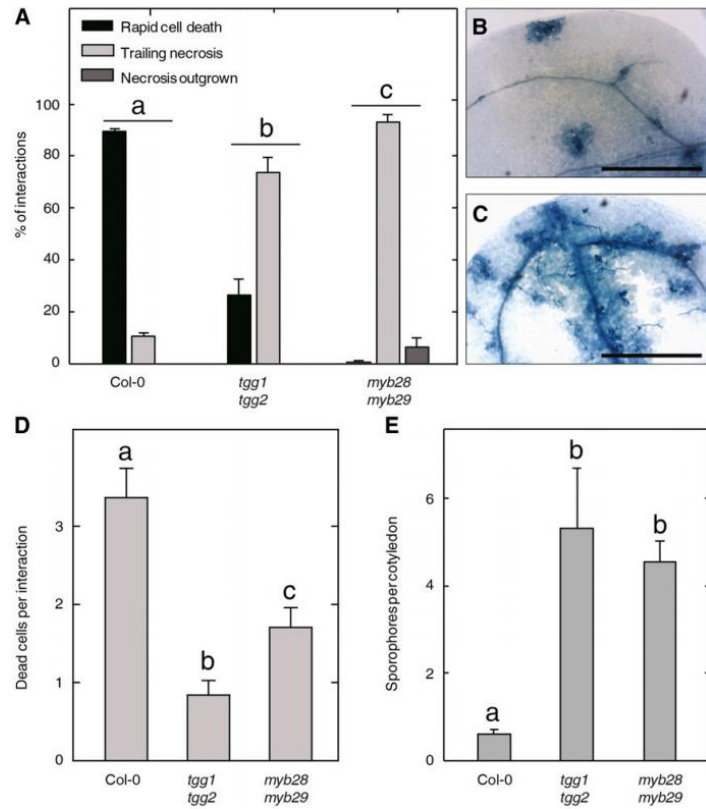 A
Rapid cell death
Trailing necrosis
Necrosis outgrown
% of interactions
100
80
60
40
20
0
a
b
c
Col-0
tgg1
tgg2
myb28
myb29
B
C
D
Dead cells per interaction
3
2
1
0
a
b
c
Col-0
tgg1
tgg2
myb28
myb29
E
Sporophores per cotyledon
6
4
2
0
a
b
b
Col-0
tgg1
tgg2
myb28
myb29